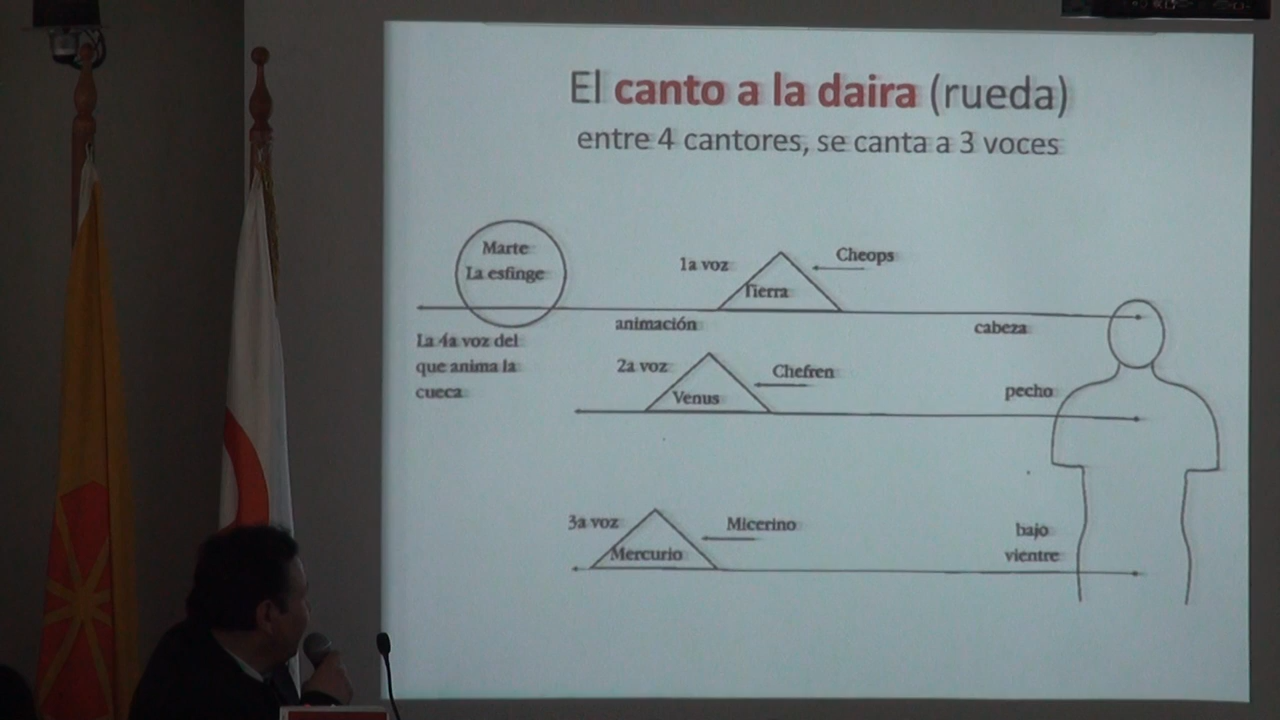 El canto a la daira (rueda)
entre 4 cantores, se canta a 3 voces
Marte
La esfinge
1a voz
Cheops
Tierra
animación
cabeza
La 4a voz del
que anima la
cueca
2a voz
Chefren
Venus
pecho
3a voz
Micerino
Mercurio
bajo
vientre